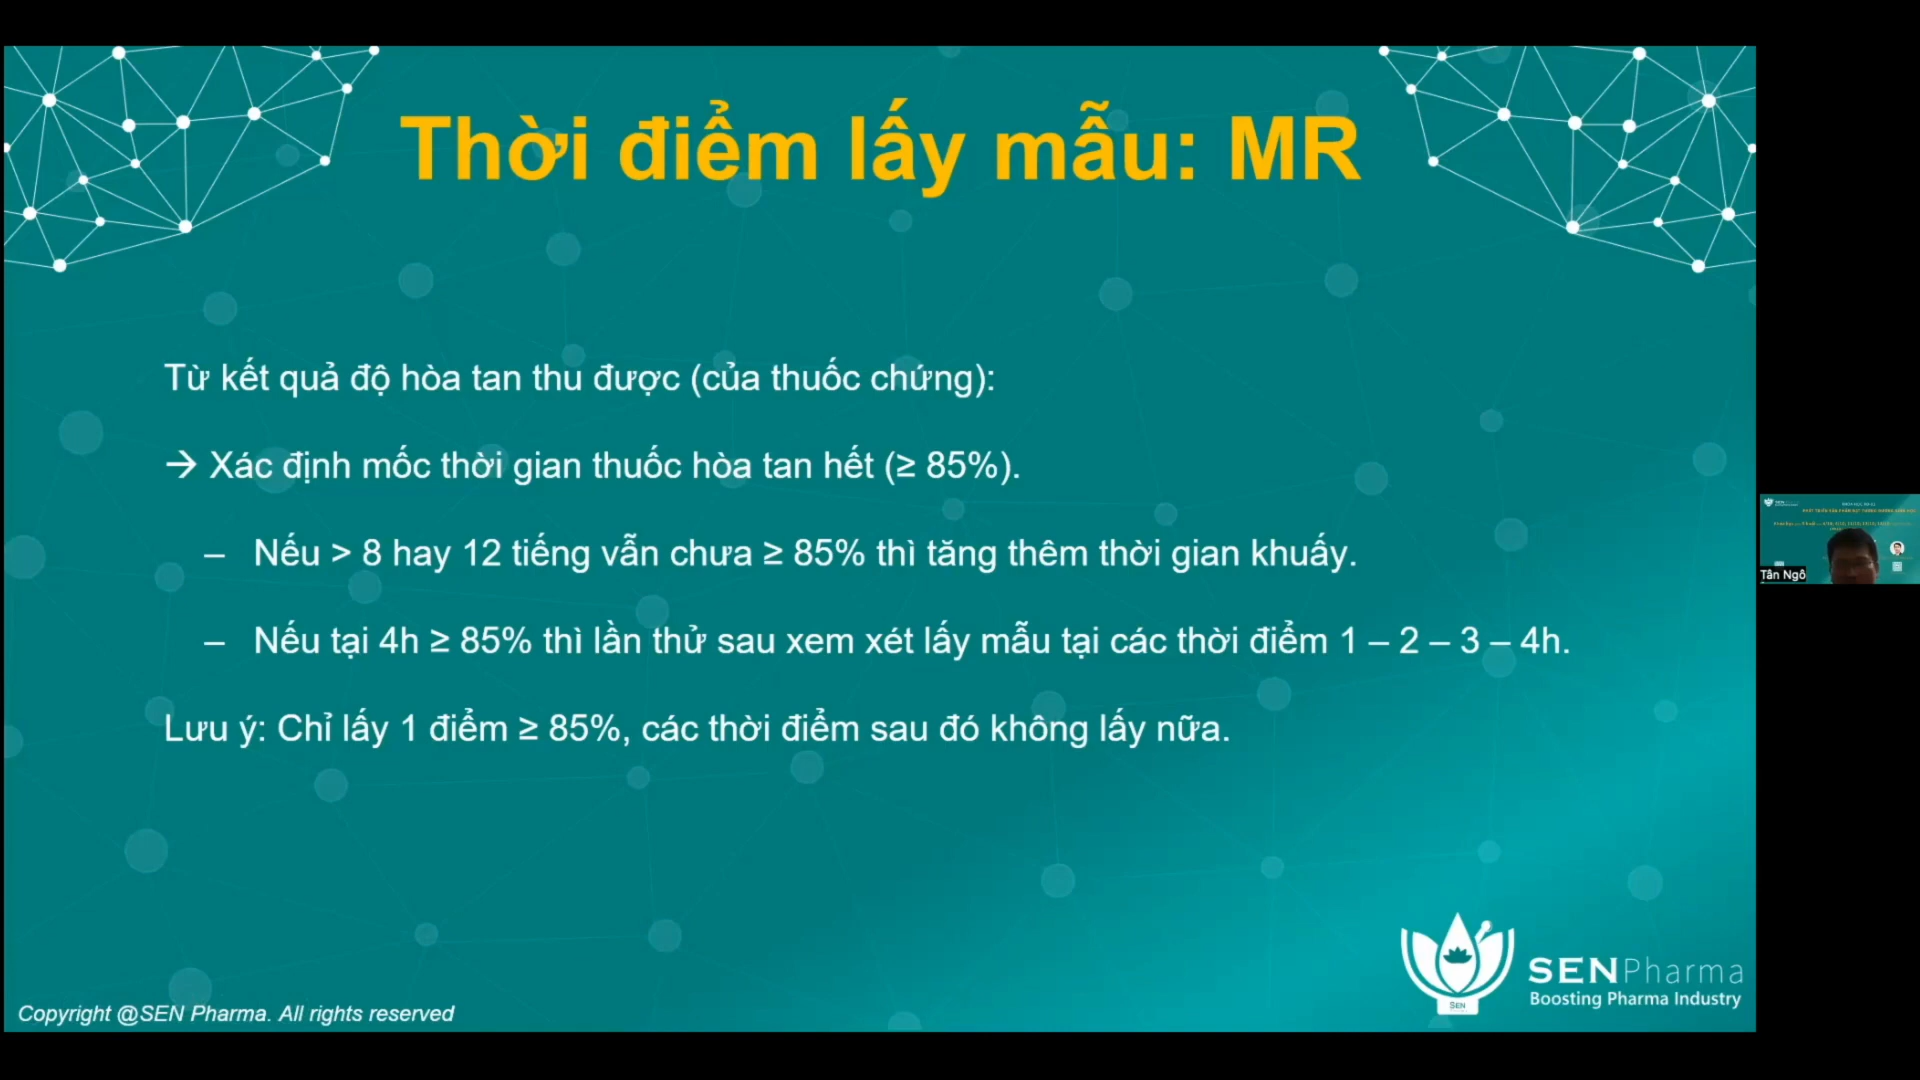 Thời điểm lấy mẫu: MR
Từ kết quả độ hòa tan thu được (của thuốc chứng):
→ Xác định mốc thời gian thuốc hòa tan hết (≥ 85%).
– Nếu > 8 hay 12 tiếng vẫn chưa ≥ 85% thì tăng thêm thời gian khuấy.
– Nếu tại 4h ≥ 85% thì lần thử sau xem xét lấy mẫu tại các thời điểm 1 – 2 – 3 – 4h.
Lưu ý: Chỉ lấy 1 điểm ≥ 85%, các thời điểm sau đó không lấy nữa.
Tân Ngô
SEN
SENPharma
Boosting Pharma Industry
Copyright @SEN Pharma. All rights reserved